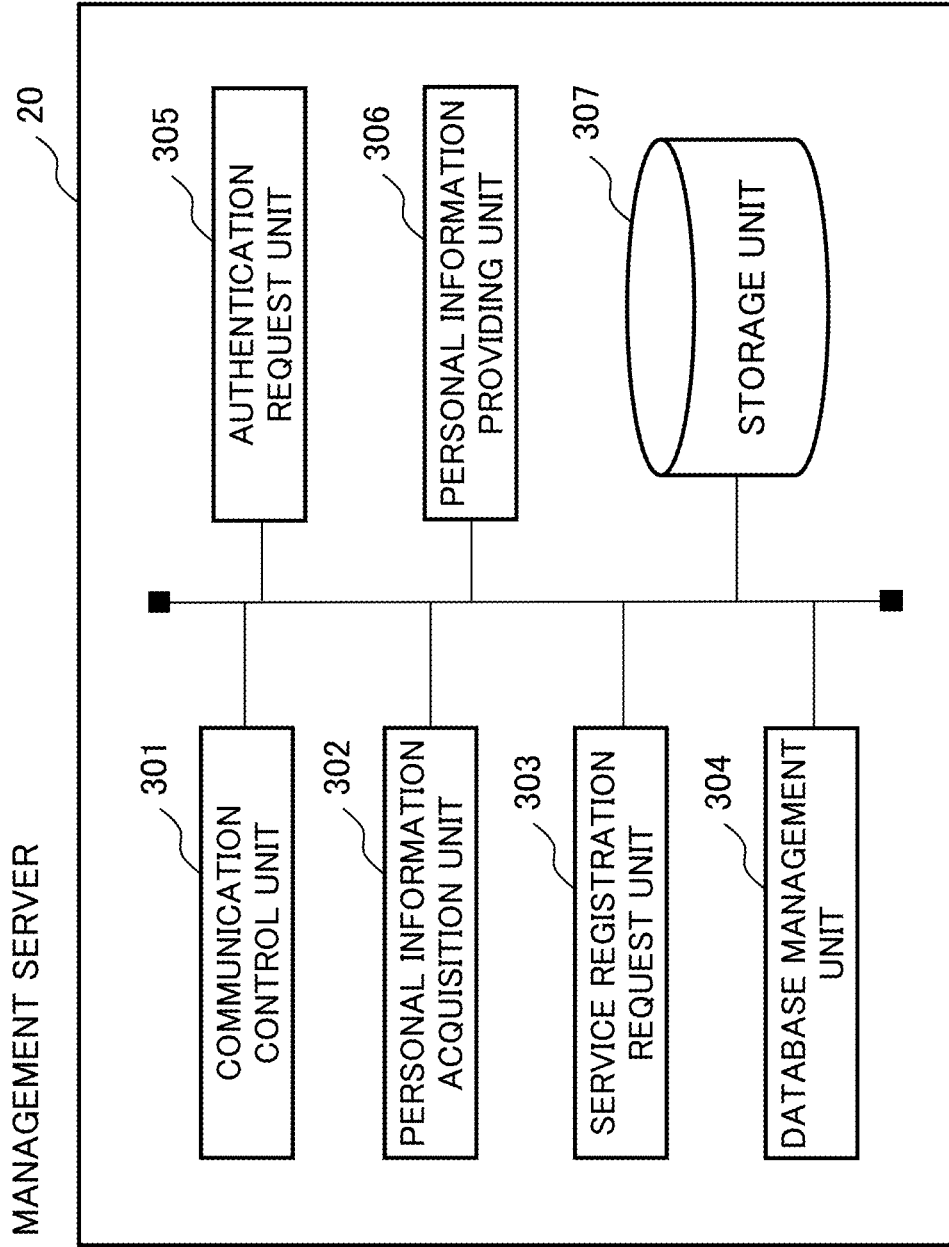 MANAGEMENT SERVER
20
301
COMMUNICATION
CONTROL UNIT
302
PERSONAL INFORMATION
ACQUISITION UNIT
303
SERVICE REGISTRATION
REQUEST UNIT
304
DATABASE MANAGEMENT
UNIT
305
AUTHENTICATION
REQUEST UNIT
306
PERSONAL INFORMATION
PROVIDING UNIT
307
STORAGE UNIT